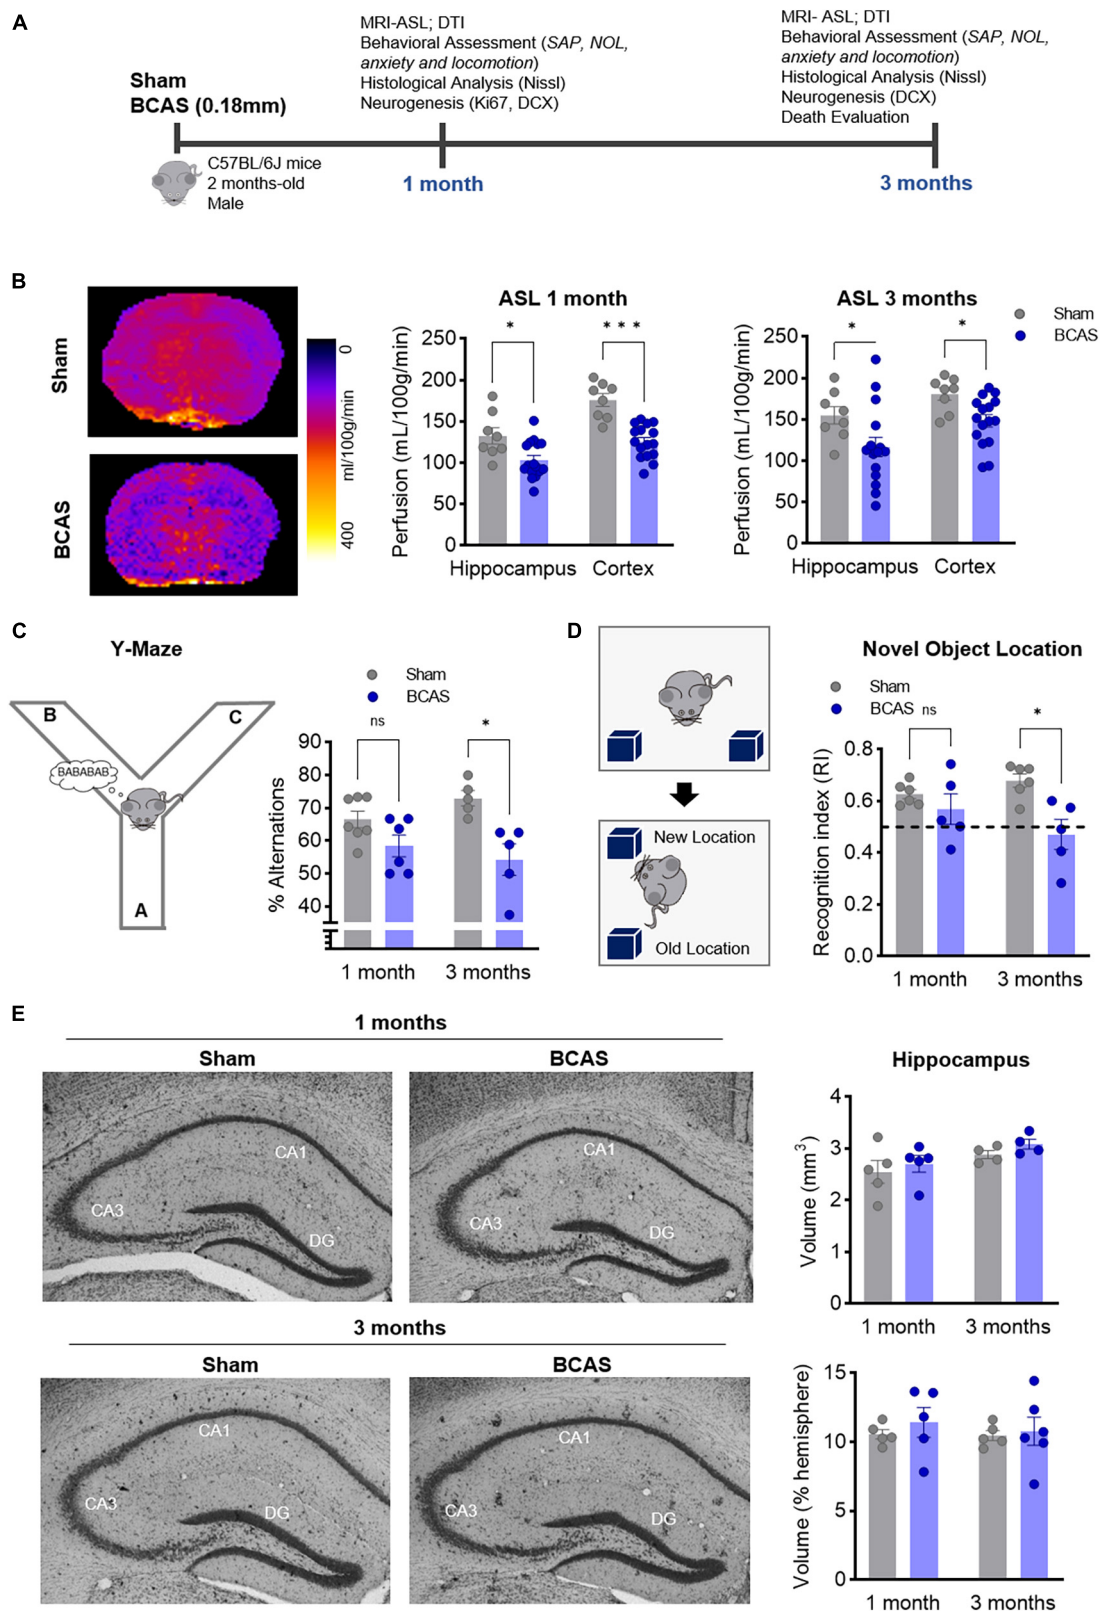 A
Sham
BCAS (0.18mm)
C57BL/6J mice
2 months-old
Male
MRI-ASL; DTI
Behavioral Assessment (SAP, NOL,
anxiety and locomotion)
Histological Analysis (Nissl)
Neurogenesis (Ki67, DCX)
1 month
MRI- ASL; DTI
Behavioral Assessment (SAP, NOL,
anxiety and locomotion)
Histological Analysis (Nissl)
Neurogenesis (DCX)
Death Evaluation
3 months
B
Sham
BCAS
0
ml/100g/min
400
ASL 1 month
* 
* * *
Perfusion (mL/100g/min)
250
200
150
100
50
0
Hippocampus
Cortex
ASL 3 months
*
*
Perfusion (mL/100g/min)
250
200
150
100
50
0
Hippocampus
Cortex
Sham
BCAS
C
Y-Maze
B
C
BABABAB
A
Sham
BCAS
ns
*
% Alternations
90
80
70
60
50
40
1 month
3 months
D
New Location
Old Location
Novel Object Location
Sham
BCAS
ns
*
Recognition index (RI)
0.8
0.6
0.4
0.2
0.0
1 month
3 months
E
1 months
Sham
BCAS
CA1
CA3
DG
CA1
CA3
DG
3 months
Sham
BCAS
CA1
CA3
DG
CA1
CA3
DG
Hippocampus
Volume (mm³)
4
3
2
1
0
1 month
3 months
Volume (% hemisphere)
15
10
5
0
1 month
3 months